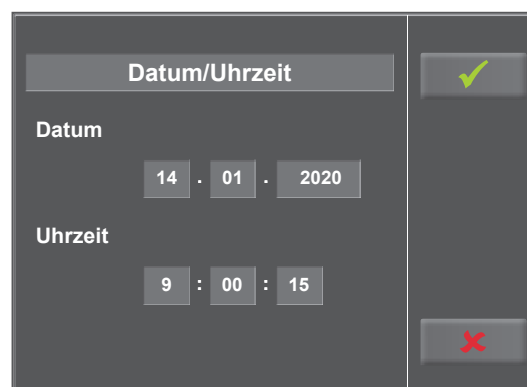 Datum/Uhrzeit
Datum
14 . 01 . 2020
Uhrzeit
9 : 00 : 15